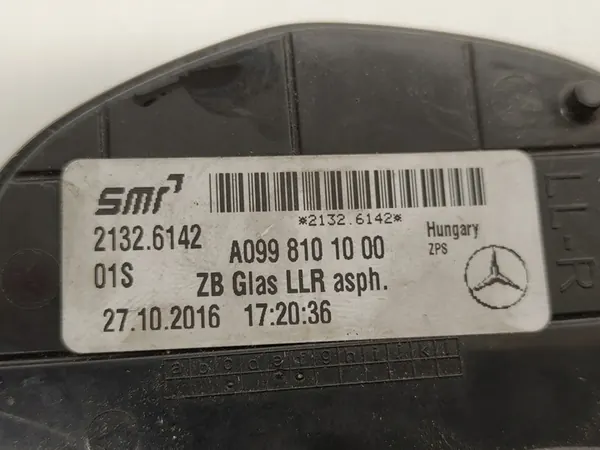 smr
*2132.6142*
2132.6142 A099 810 10 00 Hungary
ZPS
01S ZB Glas LLR asph.
27.10.2016 17:20:36
LL-R
a b c d e f g h i j k l